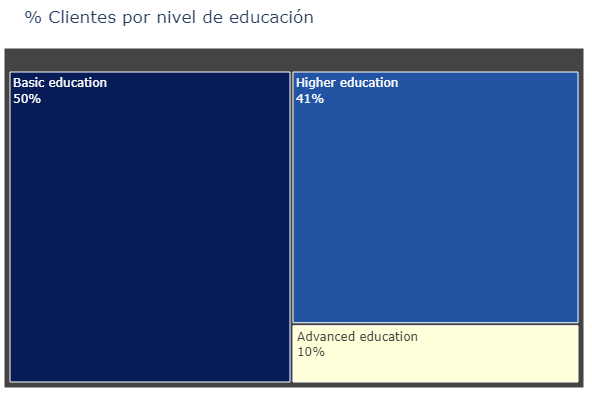 % Clientes por nivel de educación
Basic education
50%
Higher education
41%
Advanced education
10%